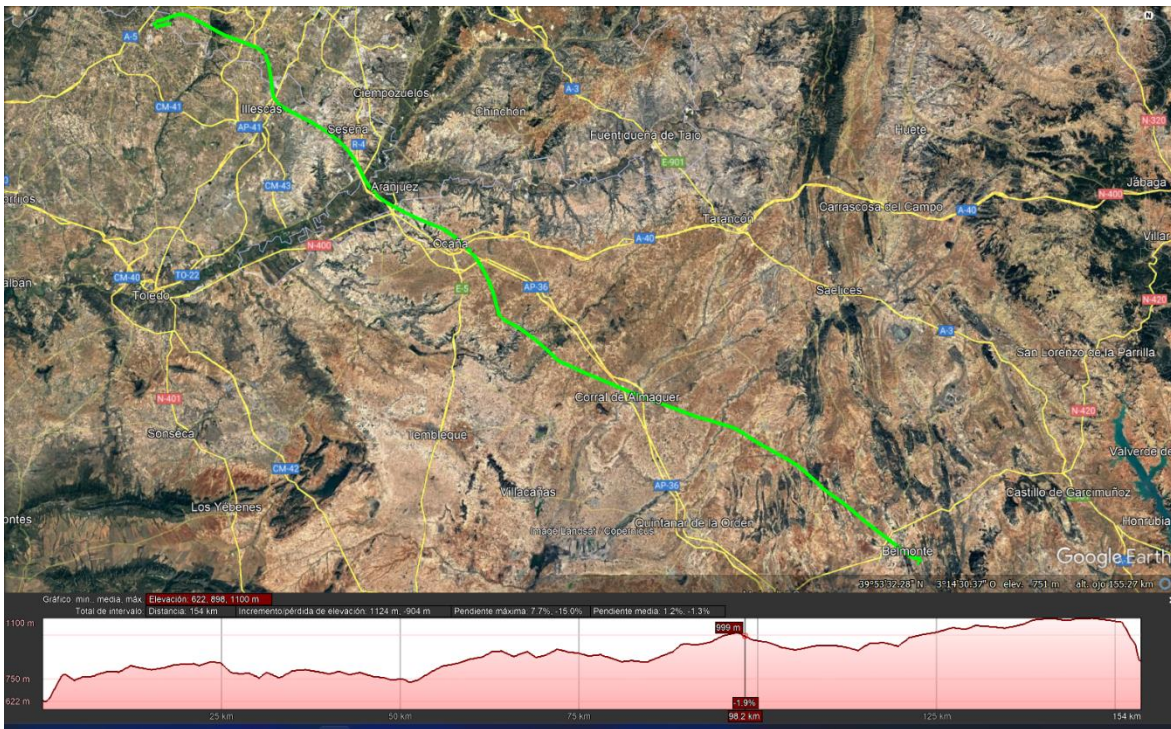 N
A-5
CM-41
Illescas
AP-41
Ciempozuelos
Chinchón
A-3
Seseña
R-4
Fuentidueña de Tajo
Huete
N-320
E-901
CM-43
Aranjuez
Jábaga
N-400
arrios
Carrascosa del Campo
A-40
Tarancón
Villar
Ocaña
A-40
N-400
CM-40
TO-22
Toledo
albán
E-5
AP-36
Saelices
N-420
A-3
San Lorenzo de la Parrilla
N-401
Corral de Almaguer
N-420
Sonseca
Tembleque
Valverde de
CM-42
Villacañas
AP-36
Castillo de Garcimuñoz
Los Yébenes
ontes
Quintanar de la Orden
Honrubia
Image Landsat / Copernicus
Belmonte
Google Earth
39°53'32.28" N 3°14'30.37" O elev. 751 m alt. ojo 155.27 km
Gráfico: mín., media, máx. Elevación: 622, 898, 1100 m
Total de intervalo: Distancia: 154 km Incremento/pérdida de elevación: 1124 m, -904 m Pendiente máxima: 7.7%, -15.0% Pendiente media: 1.2%, -1.3%
1100 m
999 m
750 m
622 m
-1.9%
25 km 50 km 75 km 98.2 km 125 km 154 km